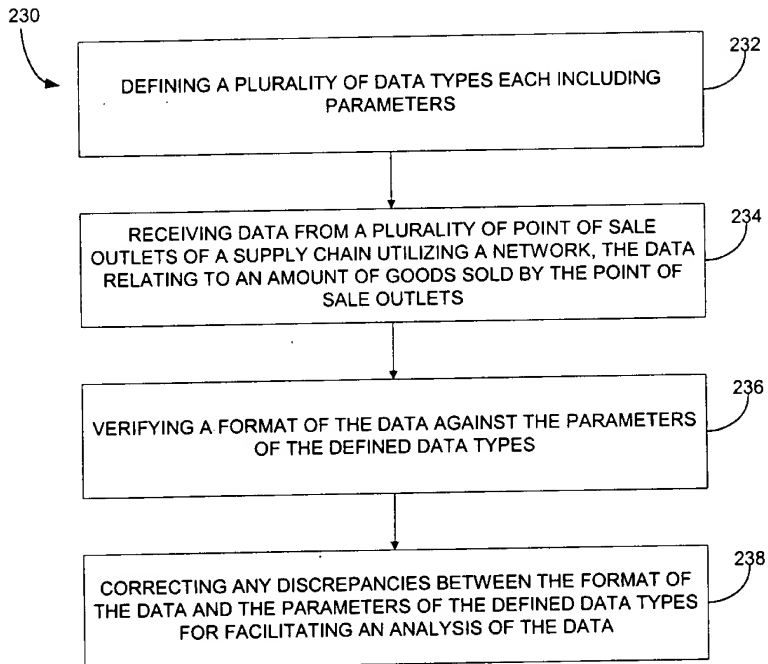 230
232
DEFINING A PLURALITY OF DATA TYPES EACH INCLUDING
PARAMETERS
234
RECEIVING DATA FROM A PLURALITY OF POINT OF SALE
OUTLETS OF A SUPPLY CHAIN UTILIZING A NETWORK, THE DATA
RELATING TO AN AMOUNT OF GOODS SOLD BY THE POINT OF
SALE OUTLETS
236
VERIFYING A FORMAT OF THE DATA AGAINST THE PARAMETERS
OF THE DEFINED DATA TYPES
238
CORRECTING ANY DISCREPANCIES BETWEEN THE FORMAT OF
THE DATA AND THE PARAMETERS OF THE DEFINED DATA TYPES
FOR FACILITATING AN ANALYSIS OF THE DATA